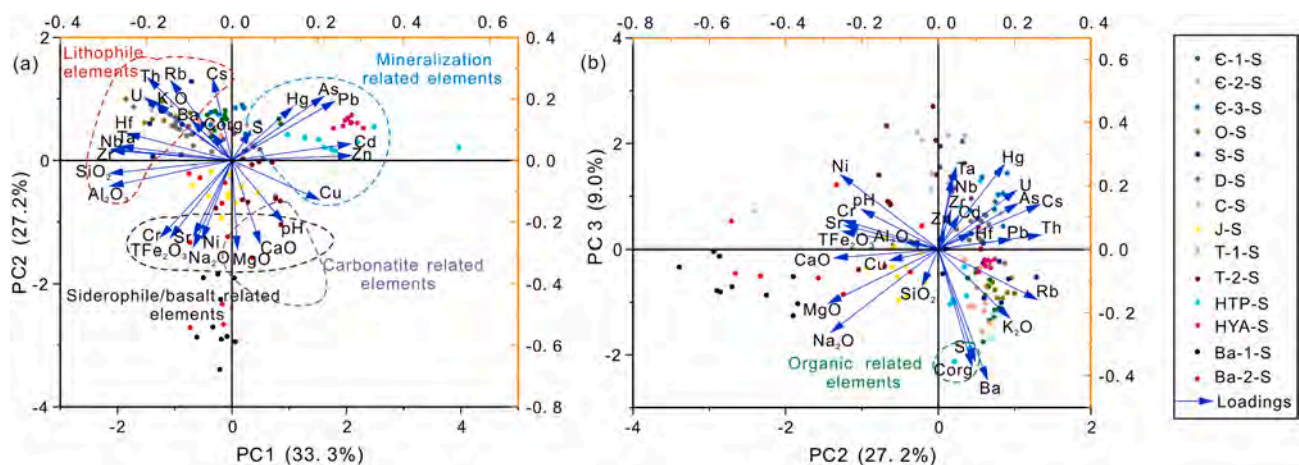 -0.4 -0.2 0.0 0.2 0.4 0.6
(a)
2
0
-2
-4
PC2 (27.2%)
0.4
0.2
0.0
-0.2
-0.4
-0.6
-0.8
-2 0 2 4
PC1 (33.3%)
Lithophile
elements
Mineralization
related elements
Th Rb Cs
U K2O
Ba
Corg S
Hg As
Pb
Hf
Nb Ta
Zr
SiO2
Al2O3
Cd
Zn
Cu
Cr Sr Ni pH
TFe2O3 Na2O MgO CaO
Carbonatite related
elements
Siderophile/basalt related
elements
-0.8 -0.6 -0.4 -0.2 0.0 0.2 0.4
(b)
4
2
0
-2
PC 3 (9.0%)
0.6
0.4
0.2
0.0
-0.2
-0.4
-4 -2 0 2
PC2 (27.2%)
Ni
pH
Cr
Sr
TFe2O3 Al2O3
CaO
Cu
SiO2
MgO
Na2O
Ta Hg
Nb U
Zr As Cs
Zn Cd
Hf Pb Th
Rb
K2O
S
Corg
Ba
Organic related
elements
Є-1-S
Є-2-S
Є-3-S
O-S
S-S
D-S
C-S
J-S
T-1-S
T-2-S
HTP-S
HYA-S
Ba-1-S
Ba-2-S
Loadings